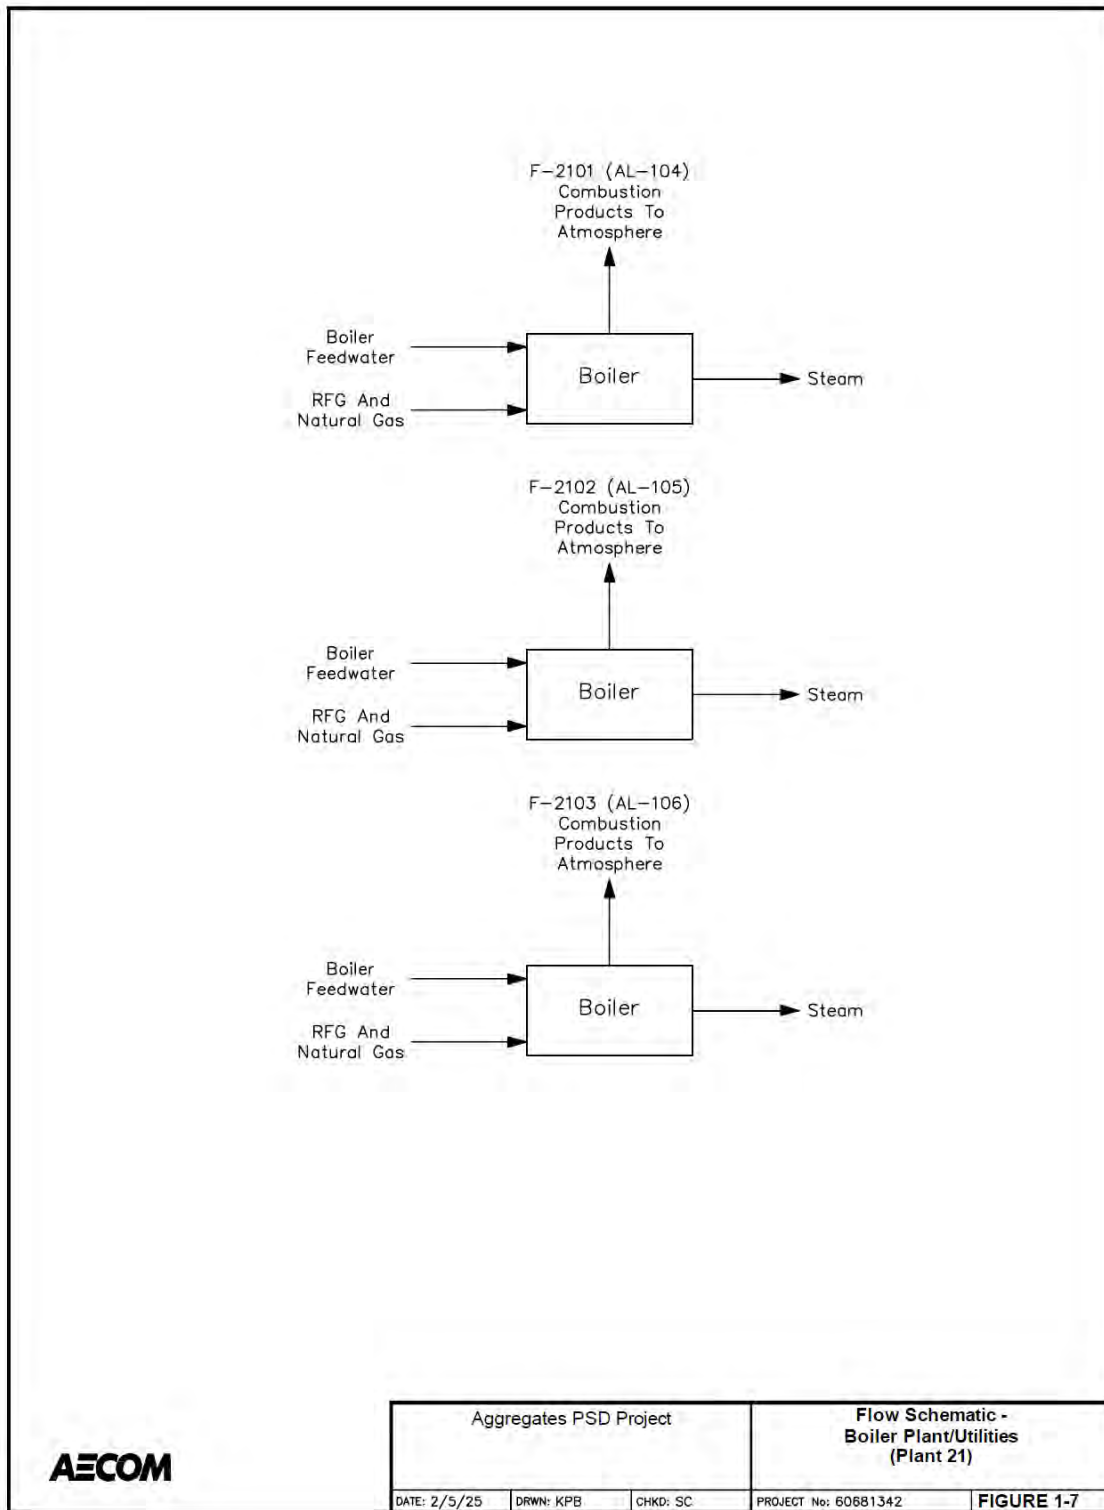 F-2101 (AL-104)
Combustion
Products To
Atmosphere
Boiler
Feedwater
RFG And
Natural Gas
Boiler
Steam
F-2102 (AL-105)
Combustion
Products To
Atmosphere
Boiler
Feedwater
RFG And
Natural Gas
Boiler
Steam
F-2103 (AL-106)
Combustion
Products To
Atmosphere
Boiler
Feedwater
RFG And
Natural Gas
Boiler
Steam
AECOM
Aggregates PSD Project
Flow Schematic -
Boiler Plant/Utilities
(Plant 21)
DATE: 2/5/25
DRWN: KPB
CHKD: SC
PROJECT No: 60681342
FIGURE 1-7